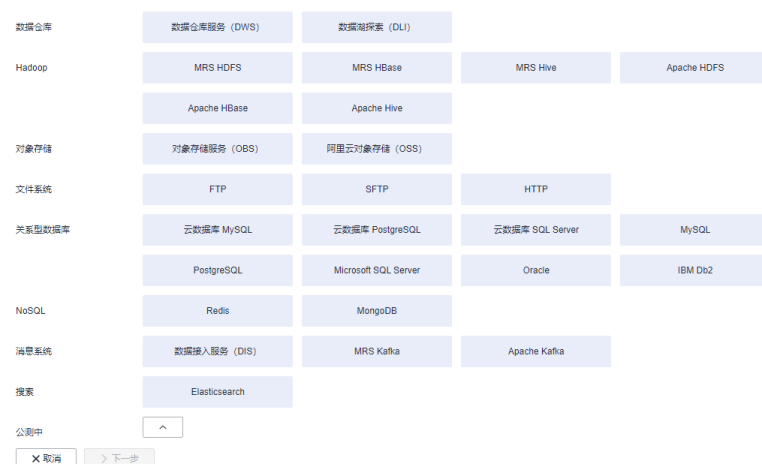 数据仓库 数据仓库服务（DWS） 数据湖探索（DLI）
Hadoop MRS HDFS MRS HBase MRS Hive Apache HDFS
Apache HBase Apache Hive
对象存储 对象存储服务（OBS） 阿里云对象存储（OSS）
文件系统 FTP SFTP HTTP
关系型数据库 云数据库 MySQL 云数据库 PostgreSQL 云数据库 SQL Server MySQL
PostgreSQL Microsoft SQL Server Oracle IBM Db2
NoSQL Redis MongoDB
消息系统 数据接入服务（DIS） MRS Kafka Apache Kafka
搜索 Elasticsearch
公测中
取消 下一步